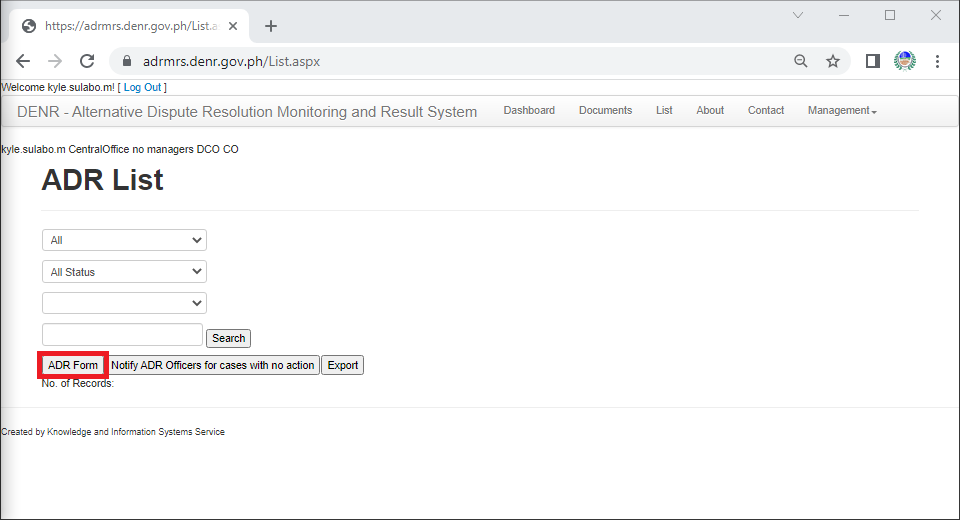 https://adrmrs.denr.gov.ph/List.as
adrmrs.denr.gov.ph/List.aspx
Welcome kyle.sulabo.m! [ Log Out ]
DENR - Alternative Dispute Resolution Monitoring and Result System Dashboard Documents List About Contact Management
kyle.sulabo.m CentralOffice no managers DCO CO
ADR List
All
All Status
Search
ADR Form Notify ADR Officers for cases with no action Export
No. of Records:
Created by Knowledge and Information Systems Service